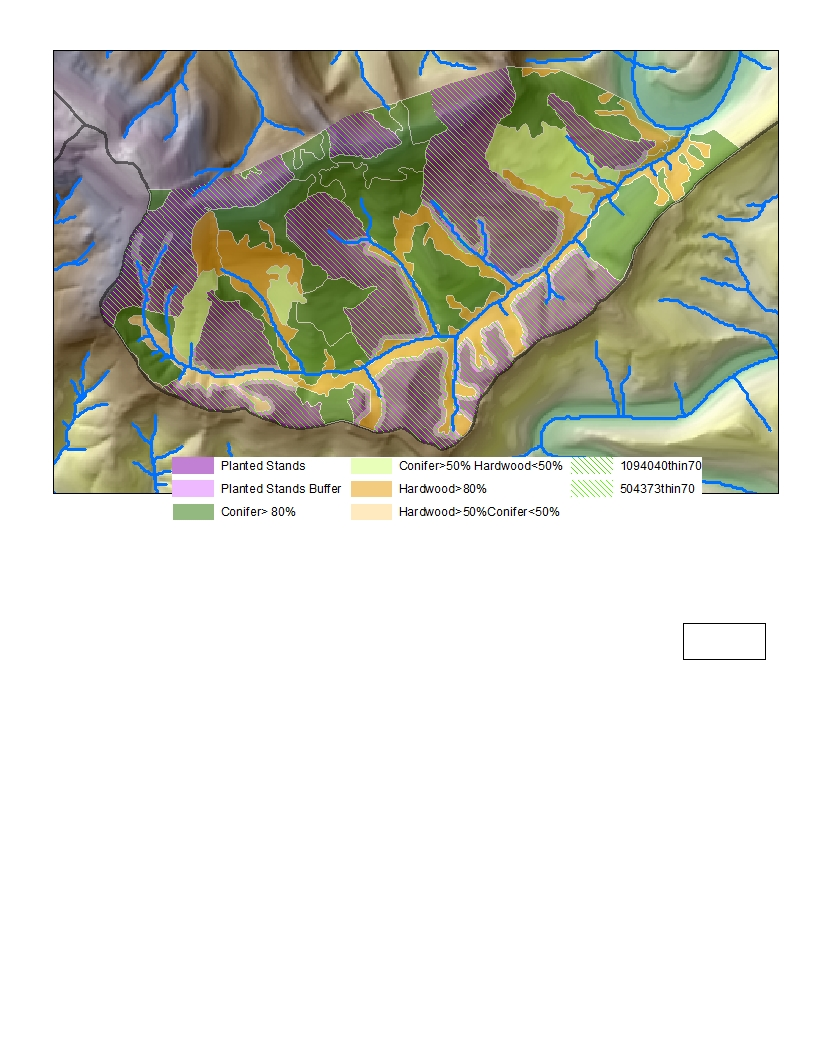 Planted Stands
Conifer>50% Hardwood<50%
1094040thin70
Planted Stands Buffer
Hardwood>80%
504373thin70
Conifer> 80%
Hardwood>50%Conifer<50%